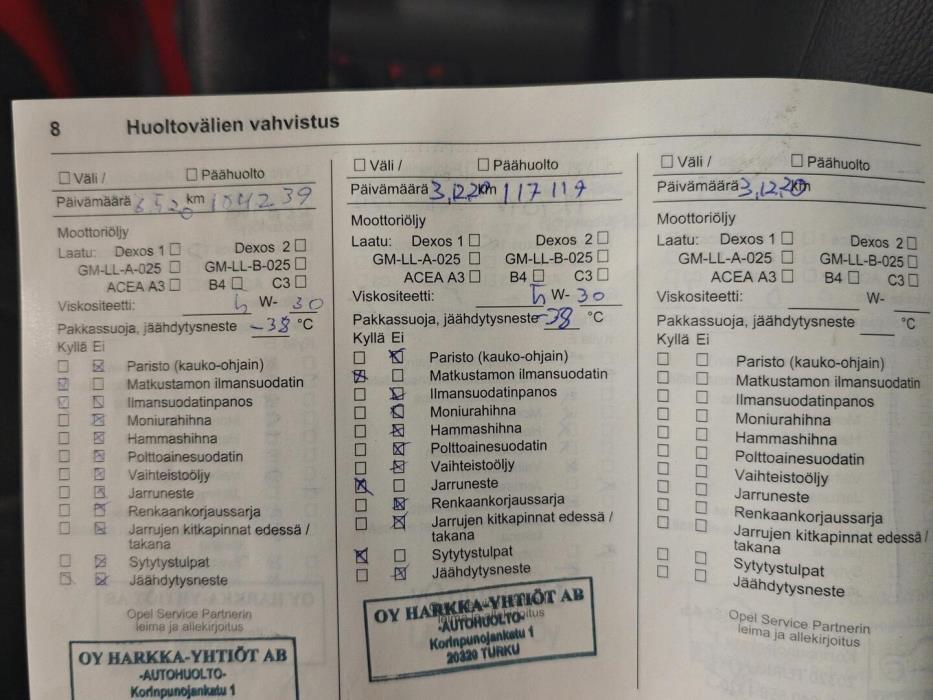 8 Huoltovälien vahvistus
Väli / Päähuolto
Päivämäärä km
Moottoriöljy
Laatu: Dexos 1 Dexos 2
GM-LL-A-025 GM-LL-B-025
ACEA A3 B4 C3
Viskositeetti: 5 W- 30
Pakkassuoja, jäähdytysneste -38 °C
Kyllä Ei
Paristo (kauko-ohjain)
Matkustamon ilmansuodatin
Ilmansuodatinpanos
Moniurahihna
Hammashihna
Polttoainesuodatin
Vaihteistoöljy
Jarruneste
Renkaankorjaussarja
Jarrujen kitkapinnat edessä /
takana
Sytytystulpat
Jäähdytysneste
Opel Service Partnerin
leima ja allekirjoitus
OY HARKKA-YHTIÖT AB
-AUTOHUOLTO-
Korinpunojankatu 1
Väli / Päähuolto
Päivämäärä 3,12,20 km 117119
Moottoriöljy
Laatu: Dexos 1 Dexos 2
GM-LL-A-025 GM-LL-B-025
ACEA A3 B4 C3
Viskositeetti: 5 W- 30
Pakkassuoja, jäähdytysneste -38 °C
Kyllä Ei
Paristo (kauko-ohjain)
Matkustamon ilmansuodatin
Ilmansuodatinpanos
Moniurahihna
Hammashihna
Polttoainesuodatin
Vaihteistoöljy
Jarruneste
Renkaankorjaussarja
Jarrujen kitkapinnat edessä /
takana
Sytytystulpat
Jäähdytysneste
leima ja allekirjoitus
OY HARKKA-YHTIÖT AB
-AUTOHUOLTO-
Korinpunojankatu 1
20320 TURKU
Väli / Päähuolto
Päivämäärä 3,12,20 km
Moottoriöljy
Laatu: Dexos 1 Dexos 2
GM-LL-A-025 GM-LL-B-025
ACEA A3 B4 C3
Viskositeetti: W-
Pakkassuoja, jäähdytysneste °C
Kyllä Ei
Paristo (kauko-ohjain)
Matkustamon ilmansuodatin
Ilmansuodatinpanos
Moniurahihna
Hammashihna
Polttoainesuodatin
Vaihteistoöljy
Jarruneste
Renkaankorjaussarja
Jarrujen kitkapinnat edessä /
takana
Sytytystulpat
Jäähdytysneste
Opel Service Partnerin
leima ja allekirjoitus